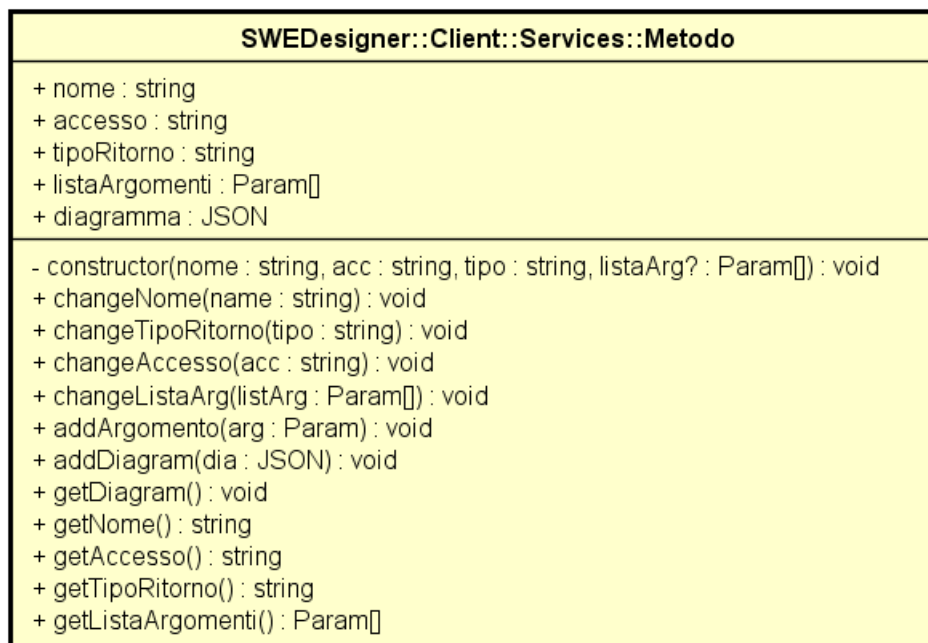 SWEDesigner::Client::Services::Metodo
+ nome : string
+ accesso : string
+ tipoRitorno : string
+ listaArgomenti : Param[]
+ diagramma : JSON
- constructor(nome : string, acc : string, tipo : string, listaArg? : Param[]) : void
+ changeNome(name : string) : void
+ changeTipoRitorno(tipo : string) : void
+ changeAccesso(acc : string) : void
+ changeListaArg(listArg : Param[]) : void
+ addArgomento(arg : Param) : void
+ addDiagram(dia : JSON) : void
+ getDiagram() : void
+ getNome() : string
+ getAccesso() : string
+ getTipoRitorno() : string
+ getListaArgomenti() : Param[]